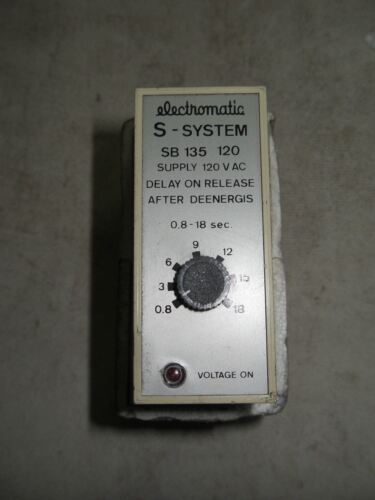 electromatic
S-SYSTEM
SB 135 120
SUPPLY 120 V AC
DELAY ON RELEASE
AFTER DEENERGIS
0.8-18 sec.
9
6 12
3 15
0.8 18
VOLTAGE ON